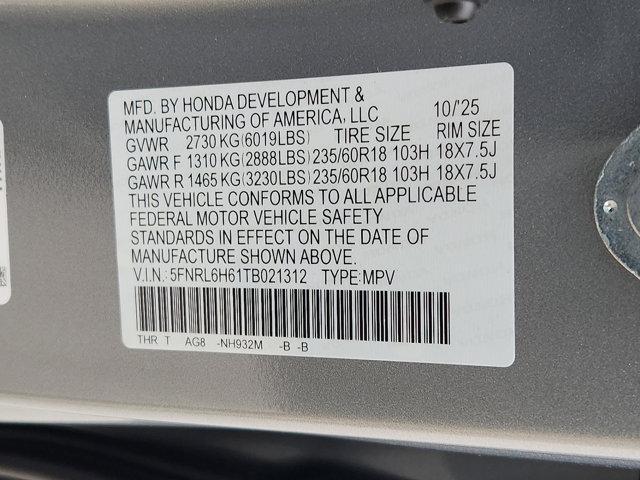 MFD. BY HONDA DEVELOPMENT & 10/'25
MANUFACTURING OF AMERICA, LLC
GVWR 2730 KG(6019LBS) TIRE SIZE RIM SIZE
GAWR F 1310 KG(2888LBS) 235/60R18 103H 18X7.5J
GAWR R 1465 KG(3230LBS) 235/60R18 103H 18X7.5J
THIS VEHICLE CONFORMS TO ALL APPLICABLE
FEDERAL MOTOR VEHICLE SAFETY
STANDARDS IN EFFECT ON THE DATE OF
MANUFACTURE SHOWN ABOVE.
V.I.N.: 5FNRL6H61TB021312 TYPE:MPV
THR T AG8 -NH932M -B -B